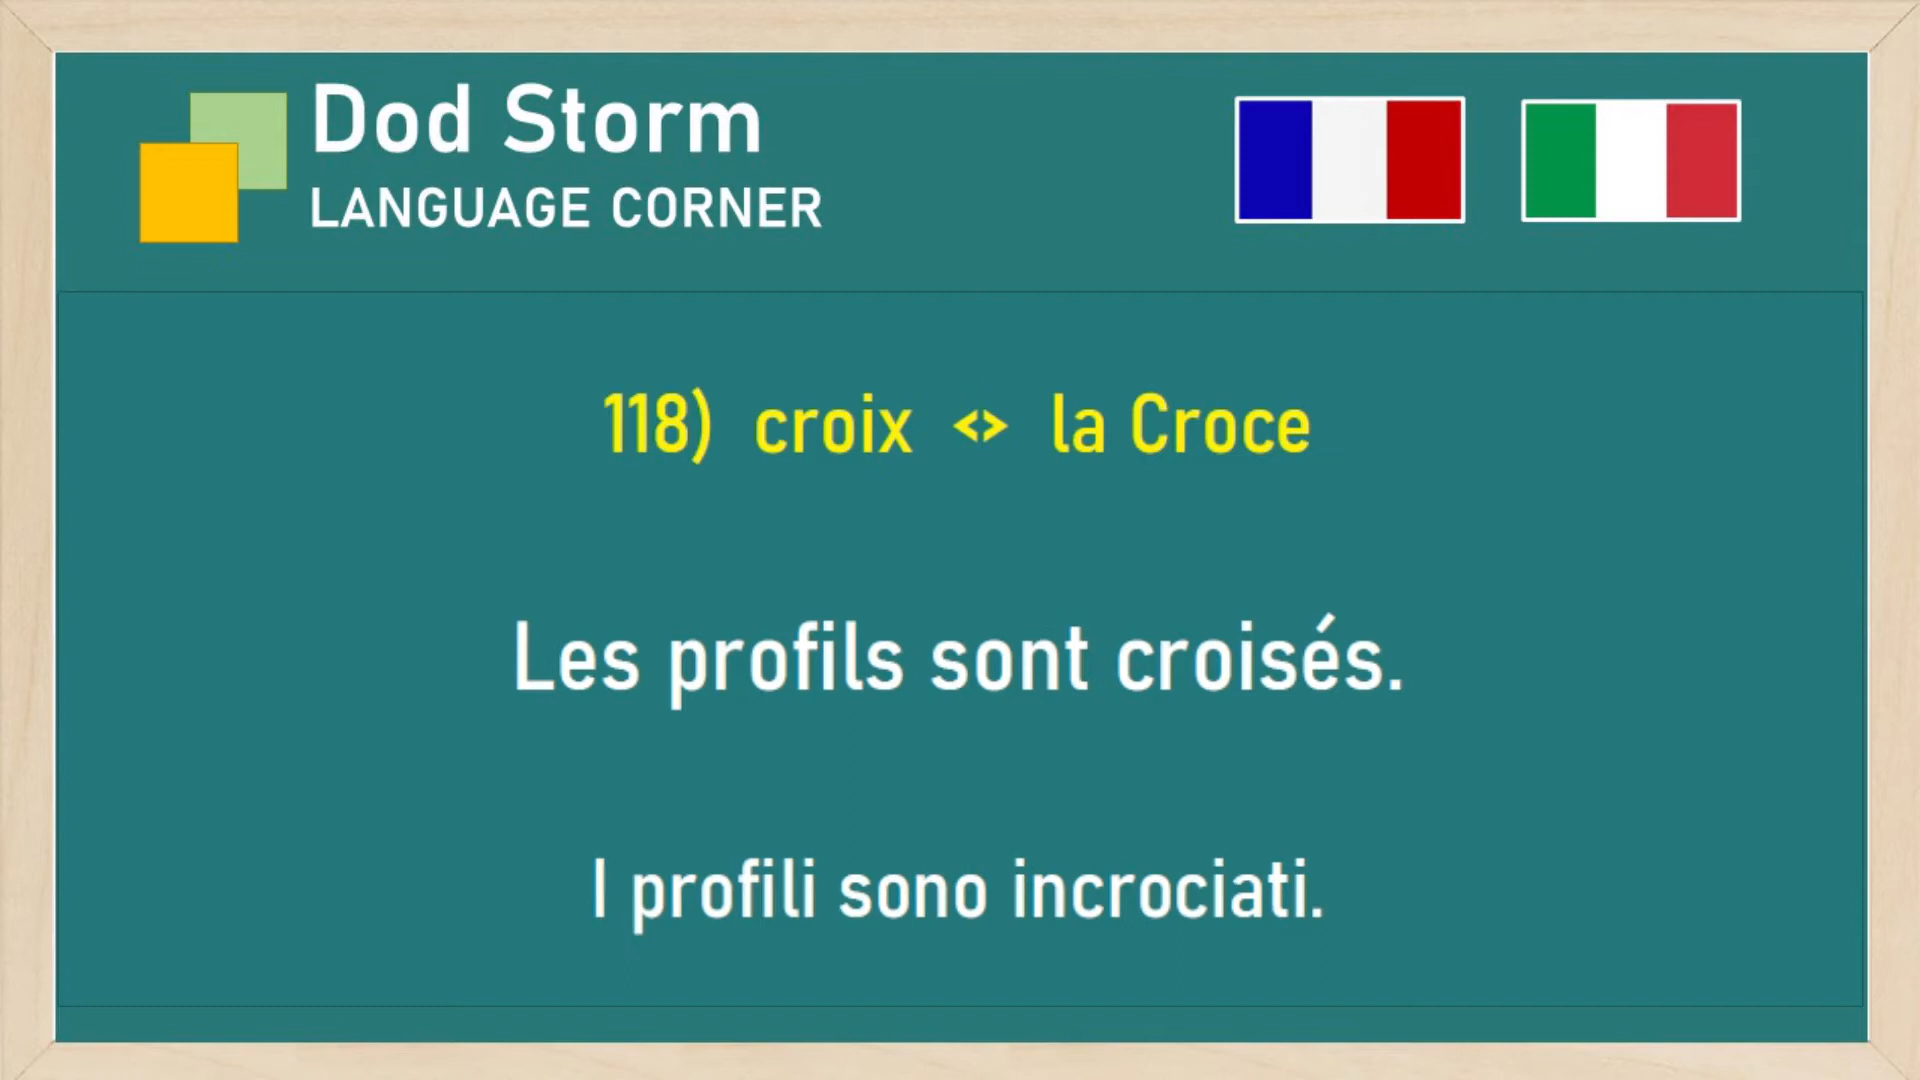 Dod Storm
LANGUAGE CORNER
118) croix <> la Croce
Les profils sont croisés.
I profili sono incrociati.